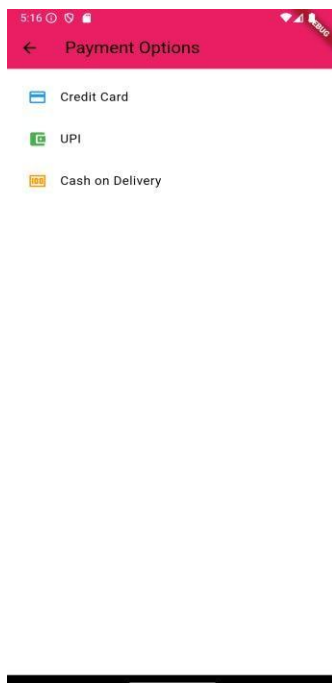 5:16
DEBUG
Payment Options
Credit Card
UPI
Cash on Delivery